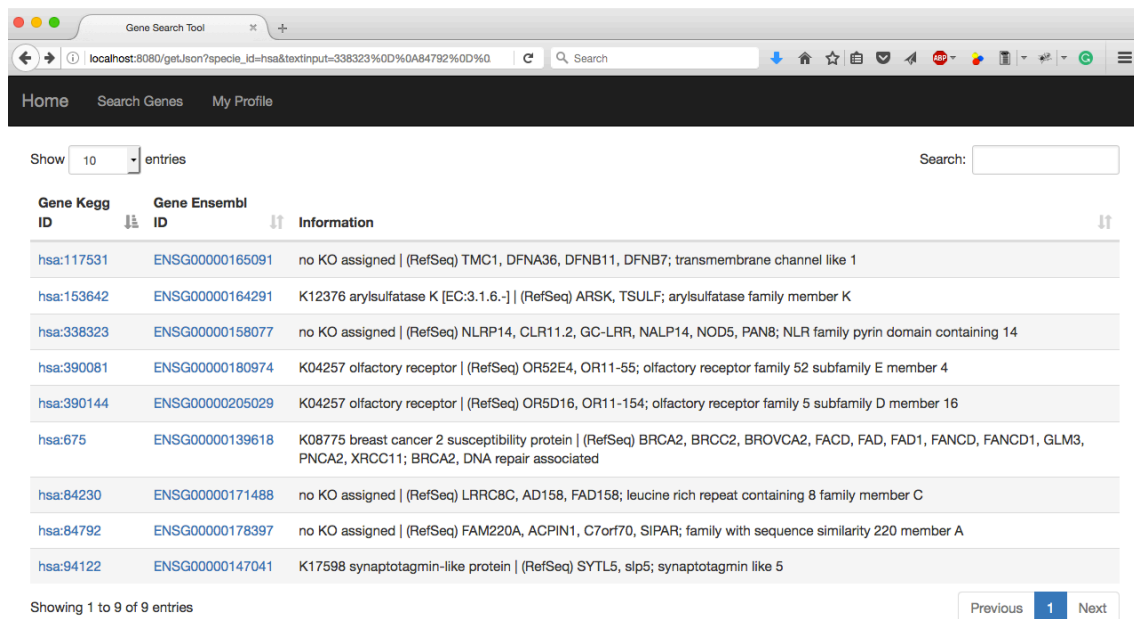 Gene Search Tool
localhost:8080/getJson?specie_id=hsa&textinput=338323%0D%0A84792%0D%0. Search
ABP
Home Search Genes My Profile
Show 10 entries Search:
Gene Kegg ID Gene Ensembl ID Information
hsa:117531 ENSG00000165091 no KO assigned | (RefSeq) TMC1, DFNA36, DFNB11, DFNB7; transmembrane channel like 1
hsa:153642 ENSG00000164291 K12376 arylsulfatase K [EC:3.1.6.-] | (RefSeq) ARSK, TSULF; arylsulfatase family member K
hsa:338323 ENSG00000158077 no KO assigned | (RefSeq) NLRP14, CLR11.2, GC-LRR, NALP14, NOD5, PAN8; NLR family pyrin domain containing 14
hsa:390081 ENSG00000180974 K04257 olfactory receptor | (RefSeq) OR52E4, OR11-55; olfactory receptor family 52 subfamily E member 4
hsa:390144 ENSG00000205029 K04257 olfactory receptor | (RefSeq) OR5D16, OR11-154; olfactory receptor family 5 subfamily D member 16
hsa:675 ENSG00000139618 K08775 breast cancer 2 susceptibility protein | (RefSeq) BRCA2, BRCC2, BROVCA2, FACD, FAD, FAD1, FANCD, FANCD1, GLM3,
PNCA2, XRCC11; BRCA2, DNA repair associated
hsa:84230 ENSG00000171488 no KO assigned | (RefSeq) LRRC8C, AD158, FAD158; leucine rich repeat containing 8 family member C
hsa:84792 ENSG00000178397 no KO assigned | (RefSeq) FAM220A, ACPIN1, C7orf70, SIPAR; family with sequence similarity 220 member A
hsa:94122 ENSG00000147041 K17598 synaptotagmin-like protein | (RefSeq) SYTL5, slp5; synaptotagmin like 5
Showing 1 to 9 of 9 entries Previous 1 Next